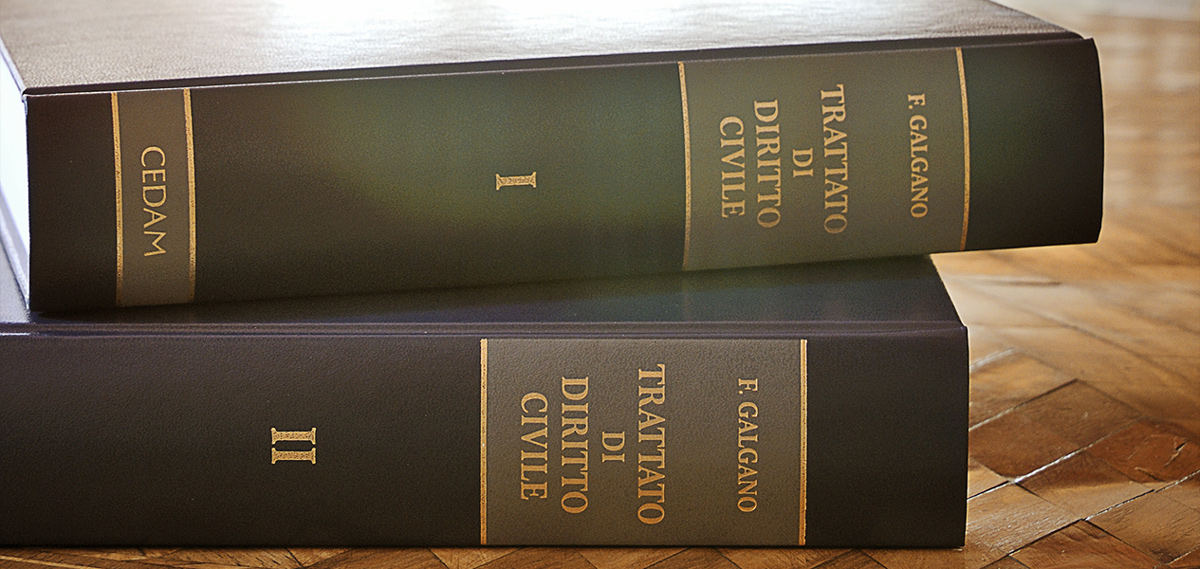 F. GALGANO
TRATTATO
DI
DIRITTO
CIVILE
I
CEDAM
F. GALGANO
TRATTATO
DI
DIRITTO
CIVILE
II